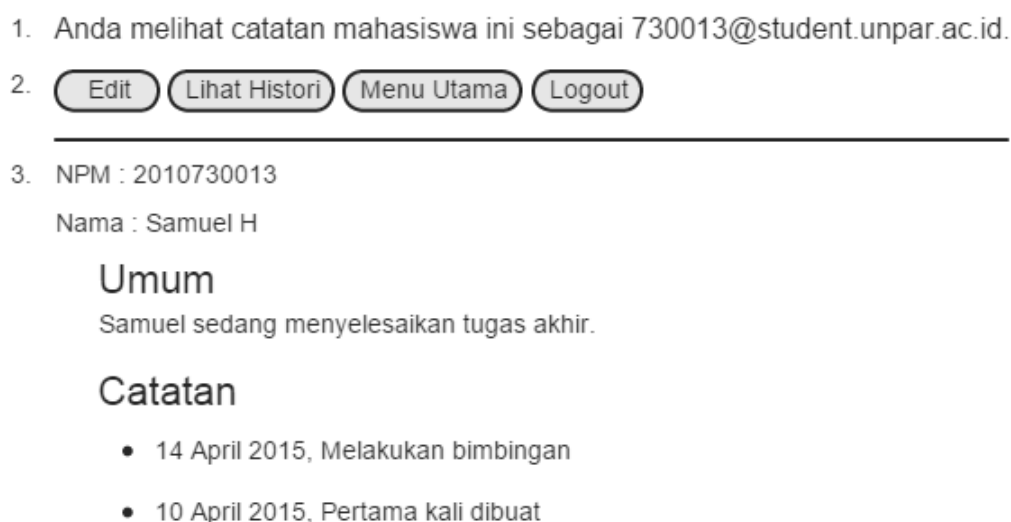 1. Anda melihat catatan mahasiswa ini sebagai 730013@student.unpar.ac.id.
2. Edit Lihat Histori Menu Utama Logout
3. NPM : 2010730013
Nama : Samuel H
Umum
Samuel sedang menyelesaikan tugas akhir.
Catatan
• 14 April 2015, Melakukan bimbingan
• 10 April 2015, Pertama kali dibuat